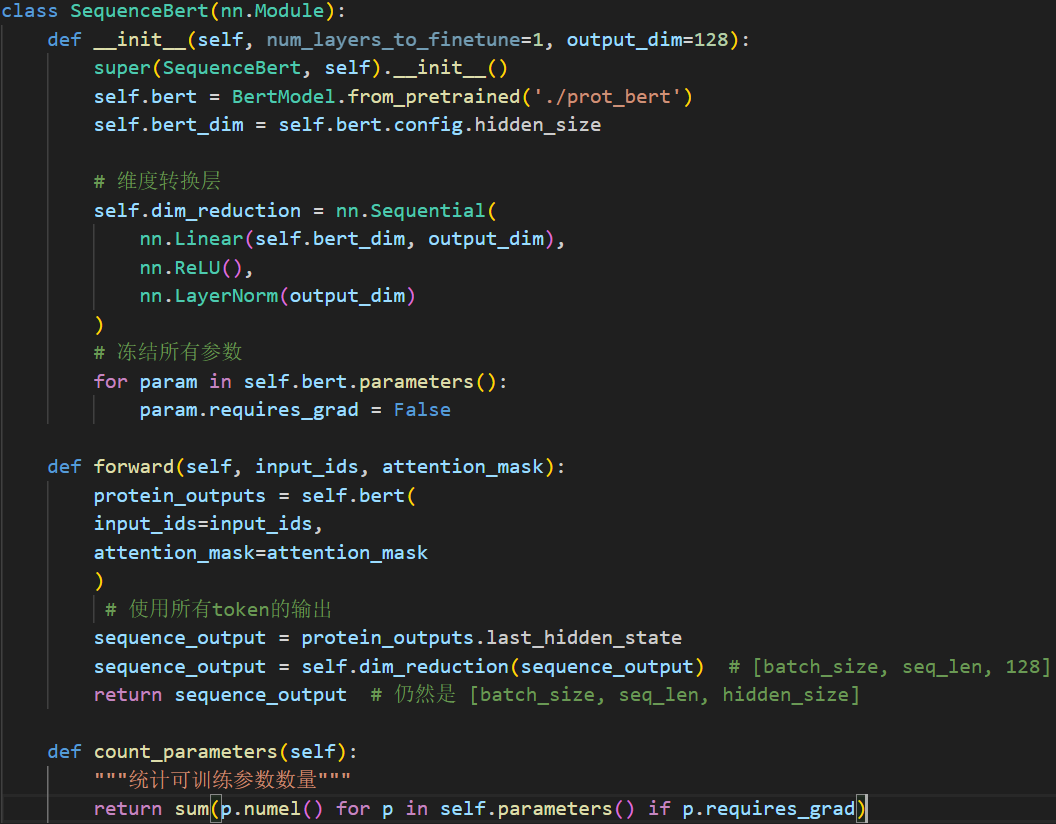 class SequenceBert(nn.Module):
    def __init__(self, num_layers_to_finetune=1, output_dim=128):
        super(SequenceBert, self).__init__()
        self.bert = BertModel.from_pretrained('./prot_bert')
        self.bert_dim = self.bert.config.hidden_size

        # 维度转换层
        self.dim_reduction = nn.Sequential(
            nn.Linear(self.bert_dim, output_dim),
            nn.ReLU(),
            nn.LayerNorm(output_dim)
        )
        # 冻结所有参数
        for param in self.bert.parameters():
            param.requires_grad = False

    def forward(self, input_ids, attention_mask):
        protein_outputs = self.bert(
        input_ids=input_ids,
        attention_mask=attention_mask
        )
         # 使用所有token的输出
        sequence_output = protein_outputs.last_hidden_state
        sequence_output = self.dim_reduction(sequence_output)  # [batch_size, seq_len, 128]
        return sequence_output  # 仍然是 [batch_size, seq_len, hidden_size]

    def count_parameters(self):
        """统计可训练参数数量"""
        return sum(p.numel() for p in self.parameters() if p.requires_grad)